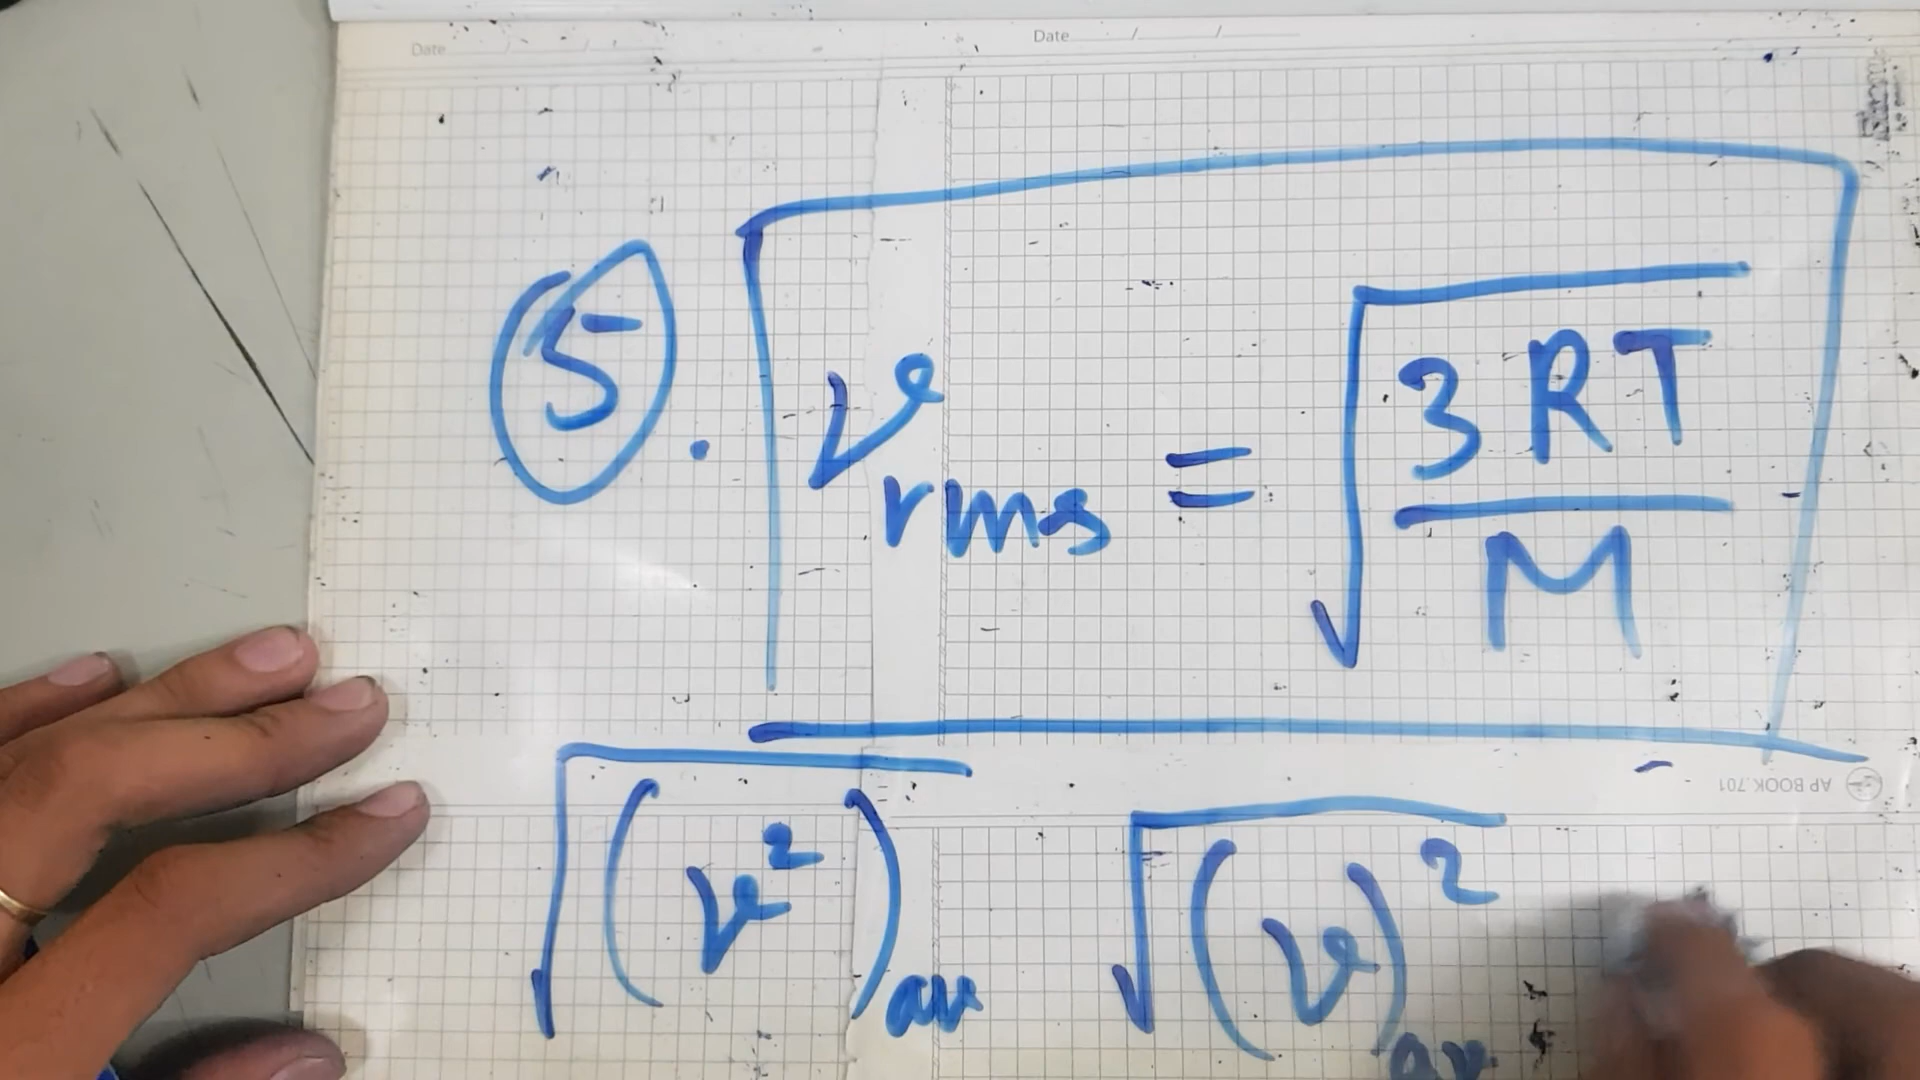 Date / /
Date / /
5. v rms = √(3RT/M)
AP BOOK.701
√(v²)av √(v)²av